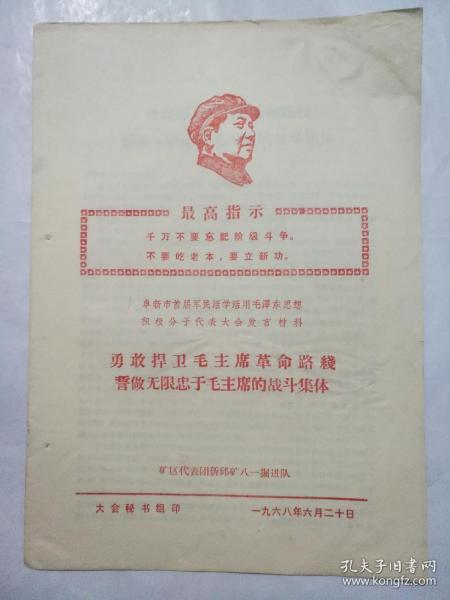 最高指示
千万不要忘记阶级斗争。
不要吃老本，要立新功。
阜新市首届军民活学活用毛泽东思想
积极分子代表大会发言材料
勇敢捍卫毛主席革命路綫
誓做无限忠于毛主席的战斗集体
矿区代表团新邱矿八一掘进队
大会秘书组印
一九六八年六月二十日
孔夫子旧书网
www.kongfz.com